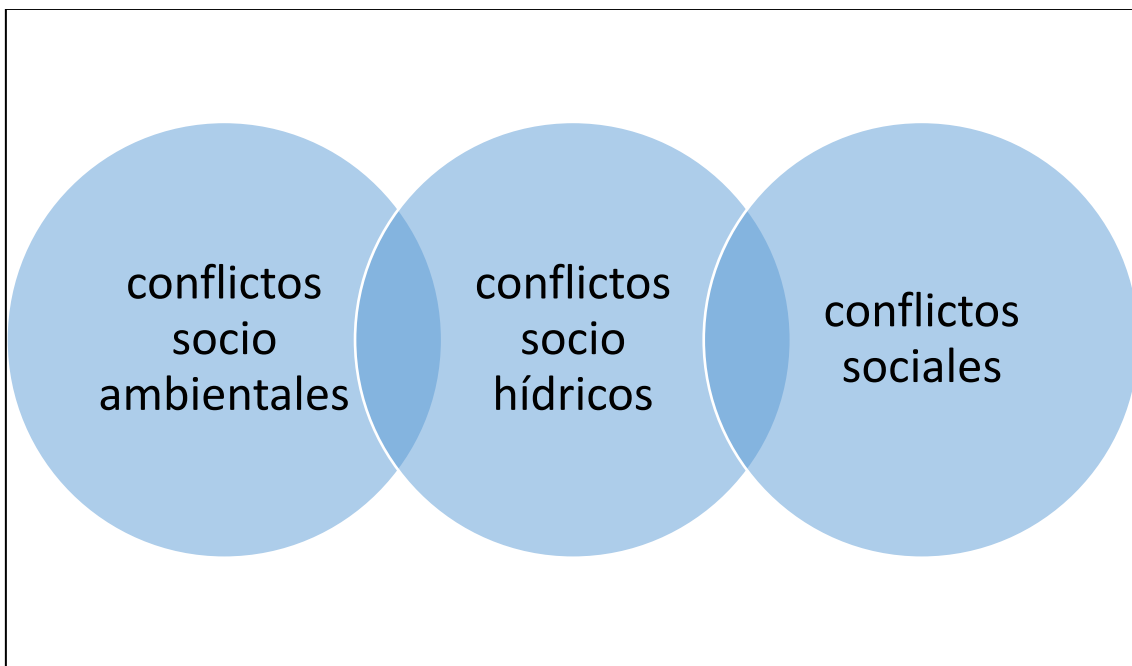 conflictos
socio
ambientales
conflictos
socio
hídricos
conflictos
sociales